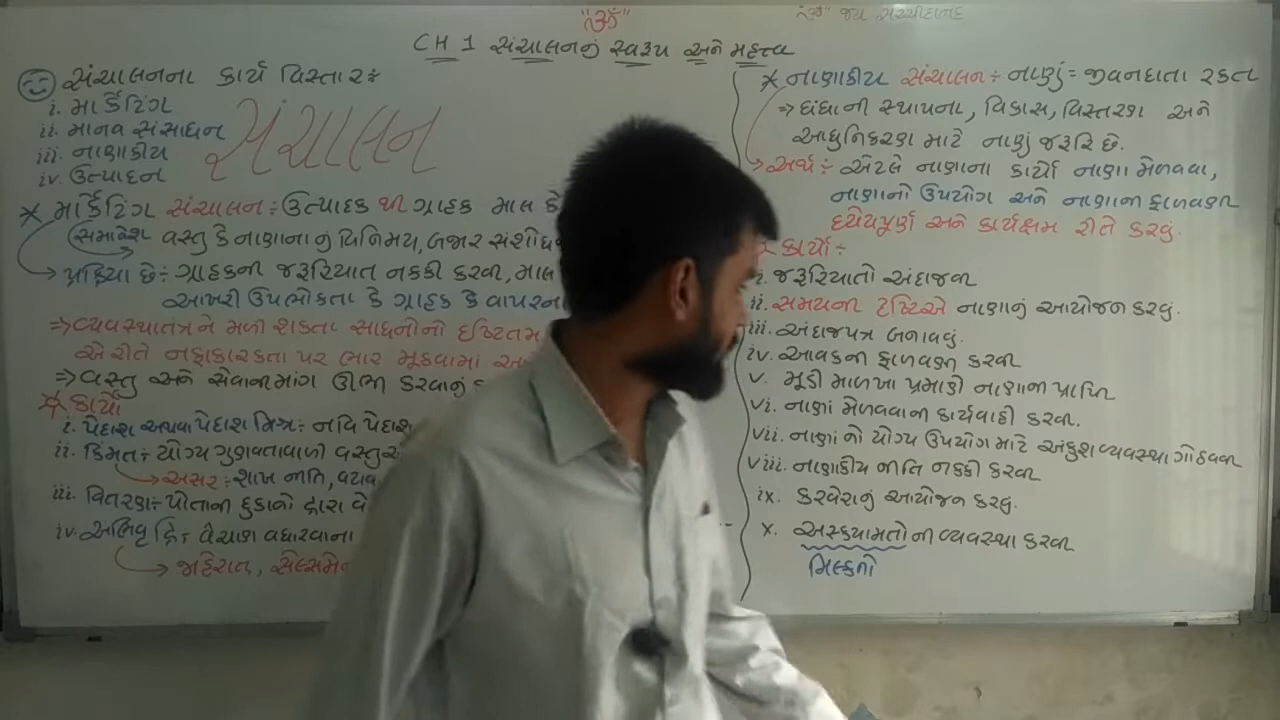 "ૐ"
"ૐ" જય સચ્ચીદાનંદ
CH 1 સંચાલનનું સ્વરૂપ અને મહત્ત્વ
સંચાલનના કાર્ય વિસ્તાર :
i. માર્કેટિંગ
ii. માનવ સંસાધન
iii. નાણાકીય
iv. ઉત્પાદન
સંચાલન
* માર્કેટિંગ સંચાલન :- ઉત્પાદક થી ગ્રાહક માલ કે
સમાવેશ વસ્તુ કે નાણાના નું વિનિમય, બજાર સંશોધ
→ પ્રક્રિયા છે :- ગ્રાહકની જરૂરિયાત નક્કી કરવી, માલ
આખરી ઉપભોકતા કે ગ્રાહક કે વાપરના
⇒ વ્યવસ્થાતંત્ર ને મળી શકતા સાધનોનો ઈષ્ટતમ
એ રીતે નફાકારકતા પર ભાર મૂકવામાં આ
⇒ વસ્તુ અને સેવાની માંગ ઊભી કરવાનું
* કાર્યો
i. પેદાશ અથવા પેદાશ મિશ્ર :- નવિ પેદાશ
ii. કિંમત :- યોગ્ય ગુણવતાવાળી વસ્તુ
→ અસર :- શાખ નીતિ, વટાવ
iii. વિતરણ :- પોતાની દુકાનો દ્વારા વે
iv. અભિવૃદ્ધિ :- વેચાણ વધારવાના
→ જાહેરાત, સેલ્સમેન
* નાણાકીય સંચાલન :- નાણું = જીવનદાતા રક્ત
⇒ ધંધાની સ્થાપના, વિકાસ, વિસ્તરણ અને
આધુનિકરણ માટે નાણું જરૂરિ છે.
→ અર્થ :- એટલે નાણાના કાર્યો નાણા મેળવવા,
નાણાનો ઉપયોગ અને નાણાની ફાળવણી
ધ્યેયપૂર્ણ અને કાર્યક્ષમ રીતે કરવું.
* કાર્યો :-
i. જરૂરિયાતો અંદાજવી
ii. સમયની દૃષ્ટિએ નાણાનું આયોજન કરવું.
iii. અંદાજપત્ર બનાવવું.
iv. આવકની ફાળવણી કરવી
v. મૂડી માળખા પ્રમાણે નાણાની પ્રાપ્તિ
vi. નાણાં મેળવવાની કાર્યવાહી કરવી.
vii. નાણાં નો યોગ્ય ઉપયોગ માટે અંકુશ વ્યવસ્થા ગોઠવવી
viii. નાણાકીય નીતિ નક્કી કરવી
ix. કરવેરાનું આયોજન કરવું.
x. અસ્કયામતો ની વ્યવસ્થા કરવી
મિલ્કતો